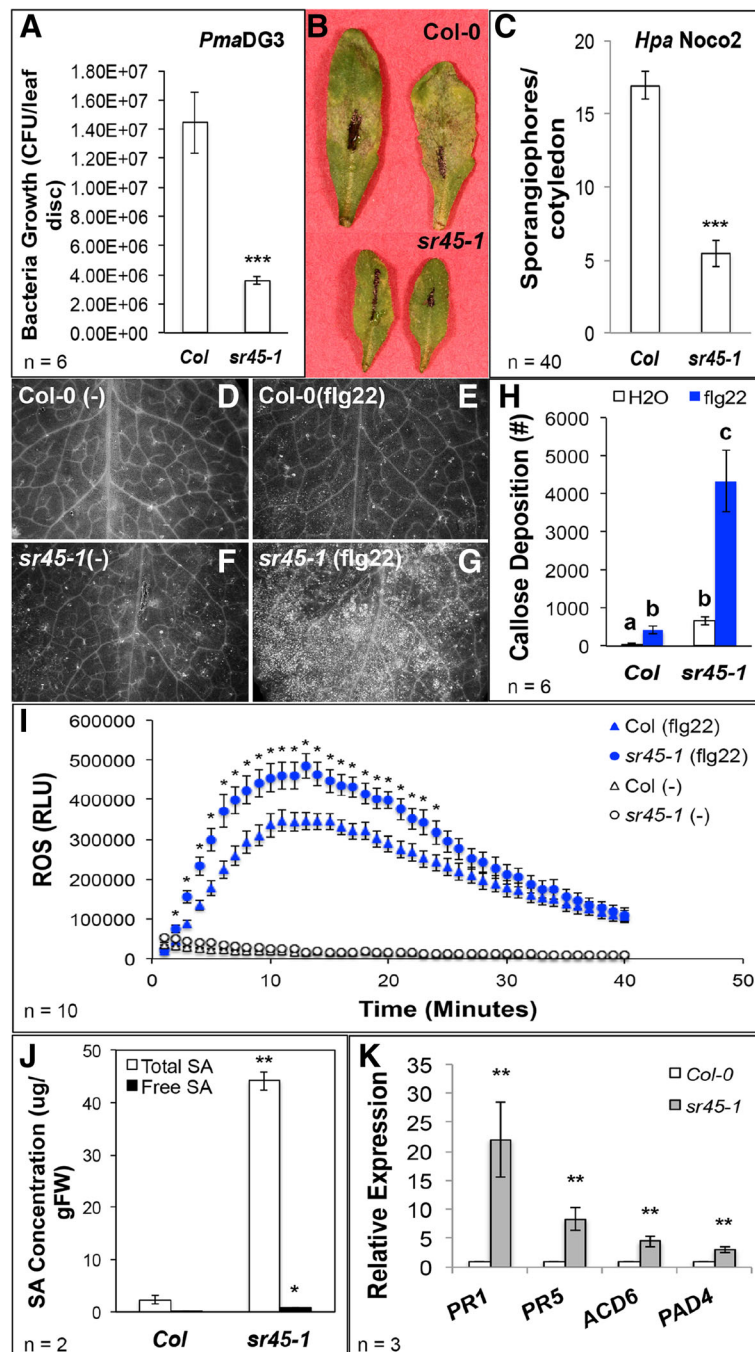 A
PmaDG3
Bacteria Growth (CFU/leaf
disc)
1.80E+07
1.60E+07
1.40E+07
1.20E+07
1.00E+07
8.00E+06
6.00E+06
4.00E+06
2.00E+06
0.00E+00
***
Col
sr45-1
n = 6
B
Col-0
sr45-1
C
Hpa Noco2
Sporangiophores/
cotyledon
20
15
10
5
0
***
Col
sr45-1
n = 40
Col-0 (-)
D
Col-0(flg22)
E
sr45-1(-)
F
sr45-1 (flg22)
G
H
H2O
flg22
Callose Deposition (#)
6000
5000
4000
3000
2000
1000
0
a
b
b
c
Col
sr45-1
n = 6
I
ROS (RLU)
600000
500000
400000
300000
200000
100000
0
* * * * * * * * * * * * * * * * * * * * * * *
Col (flg22)
sr45-1 (flg22)
Col (-)
sr45-1 (-)
0
10
20
30
40
50
Time (Minutes)
n = 10
J
Total SA
Free SA
SA Concentration (ug/
gFW)
50
40
30
20
10
0
**
*
Col
sr45-1
n = 2
K
Col-0
sr45-1
Relative Expression
35
30
25
20
15
10
5
0
**
**
**
**
PR1
PR5
ACD6
PAD4
n = 3